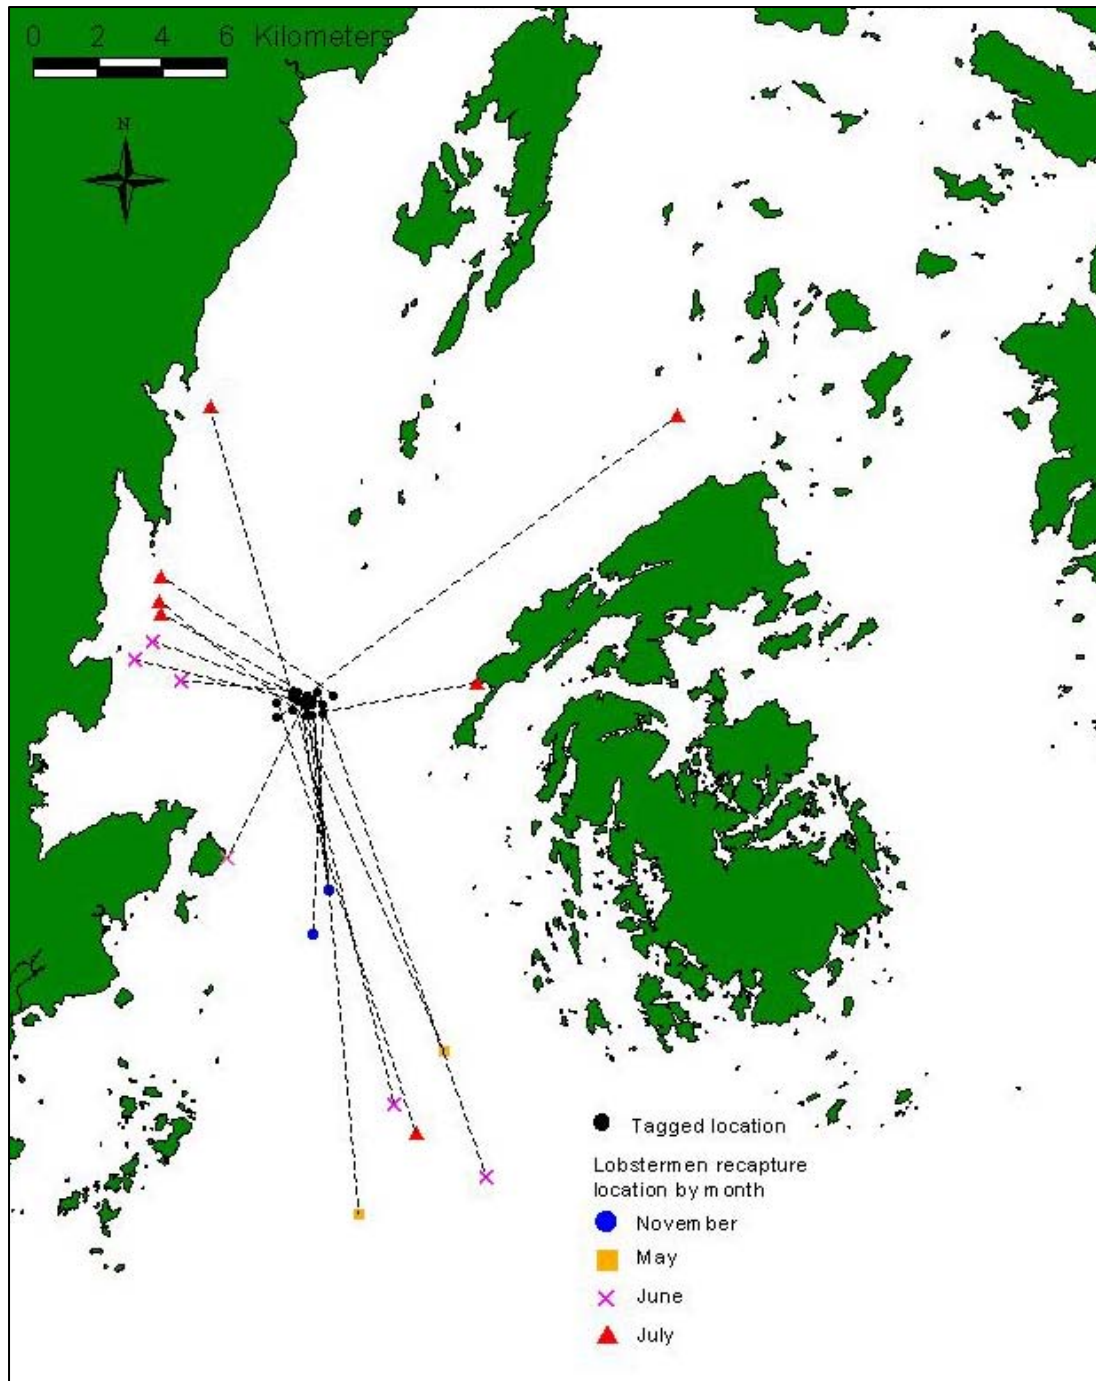 0 2 4 6 Kilometers
N
Tagged location
Lobstermen recapture
location by month
November
May
June
July